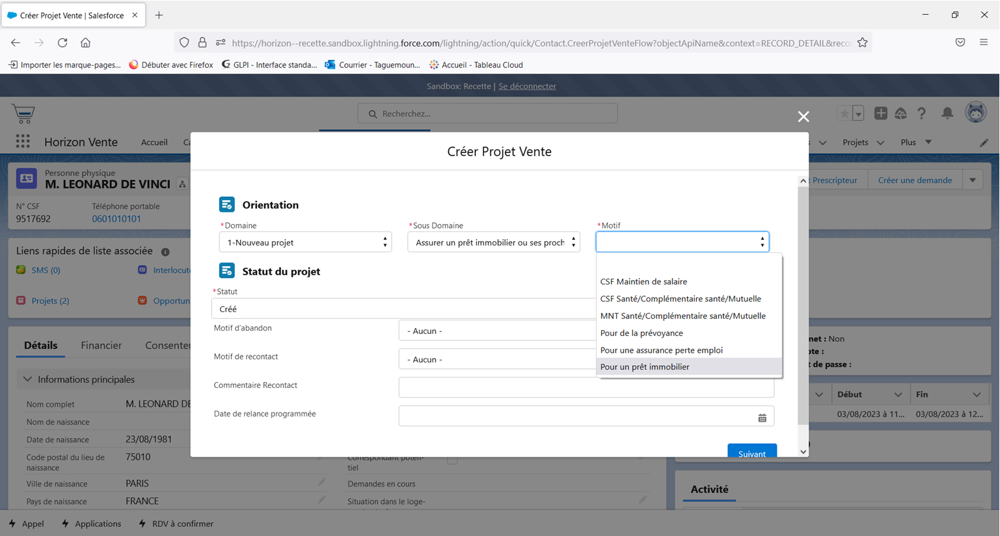 Créer Projet Vente | Salesforce
https://horizon--recette.sandbox.lightning.force.com/lightning/action/quick/Contact.CreerProjetVenteFlow?objectApiName&context=RECORD_DETAIL&reco
Importer les marque-pages... Débuter avec Firefox GLPI - Interface standa... Courrier - Taguemoun... Accueil - Tableau Cloud
Sandbox: Recette | Se déconnecter
Recherchez...
Horizon Vente Accueil Projets Plus
Créer Projet Vente
Personne physique
M. LEONARD DE VINCI
Prescripteur Créer une demande
N° CSF Téléphone portable
9517692 0601010101
Orientation
*Domaine *Sous Domaine *Motif
1-Nouveau projet Assurer un prêt immobilier ou ses proch
Liens rapides de liste associée
SMS (0) Interlocute
Projets (2) Opportun
Statut du projet
*Statut
Créé
CSF Maintien de salaire
CSF Santé/Complémentaire santé/Mutuelle
MNT Santé/Complémentaire santé/Mutuelle
Pour de la prévoyance
Pour une assurance perte emploi
Pour un prêt immobilier
Motif d'abandon - Aucun -
Motif de recontact - Aucun -
Commentaire Recontact
Date de relance programmée
Suivant
Détails Financier Consente
Informations principales
Nom complet M. LEONARD DE
Nom de naissance
Date de naissance 23/08/1981
Code postal du lieu de naissance 75010
Ville de naissance PARIS
Pays de naissance FRANCE
tiel
Demandes en cours
Situation dans le loge-
net : Non
pte :
t de passe :
Début Fin
03/08/2023 à 11... 03/08/2023 à 12...
Activité
Appel Applications RDV à confirmer